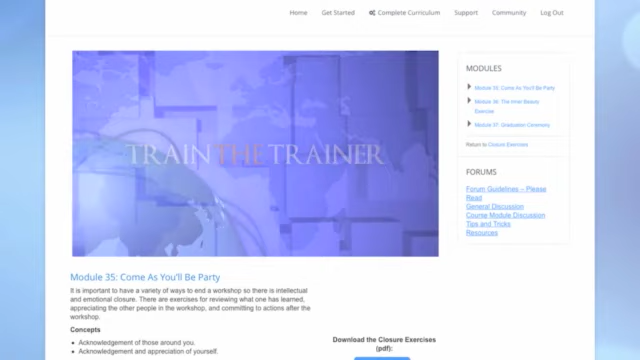 Home Get Started Complete Curriculum Support Community Log Out
TRAIN THE TRAINER
MODULES
Module 35: Come As You'll Be Party
Module 36: The Inner Beauty
Exercise
Module 37: Graduation Ceremony
Return to Closure Exercises
FORUMS
Forum Guidelines – Please
Read
General Discussion
Course Module Discussion
Tips and Tricks
Resources
Module 35: Come As You'll Be Party
It is important to have a variety of ways to end a workshop so there is intellectual
and emotional closure. There are exercises for reviewing what one has learned,
appreciating the other people in the workshop, and committing to actions after the
workshop.
Concepts
Acknowledgement of those around you.
Acknowledgement and appreciation of yourself.
Download the Closure Exercises
(pdf):